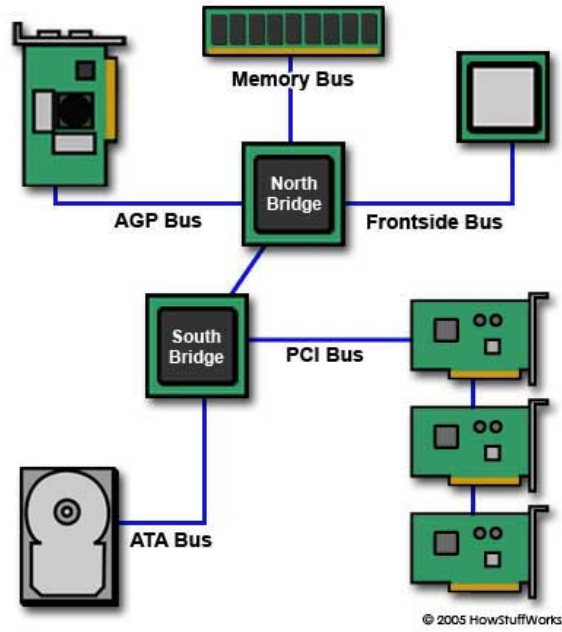 Memory Bus
North
Bridge
AGP Bus
Frontside Bus
South
Bridge
PCI Bus
ATA Bus
© 2005 HowStuffWorks